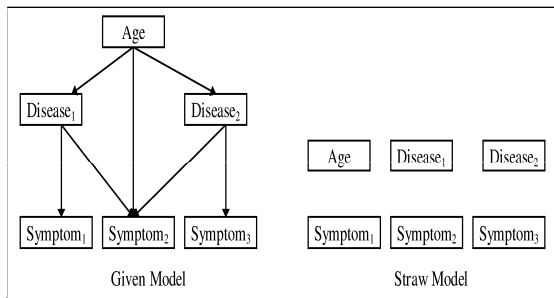 Age
Disease₁
Disease₂
Symptom₁
Symptom₂
Symptom₃
Given Model
Age
Disease₁
Disease₂
Symptom₁
Symptom₂
Symptom₃
Straw Model